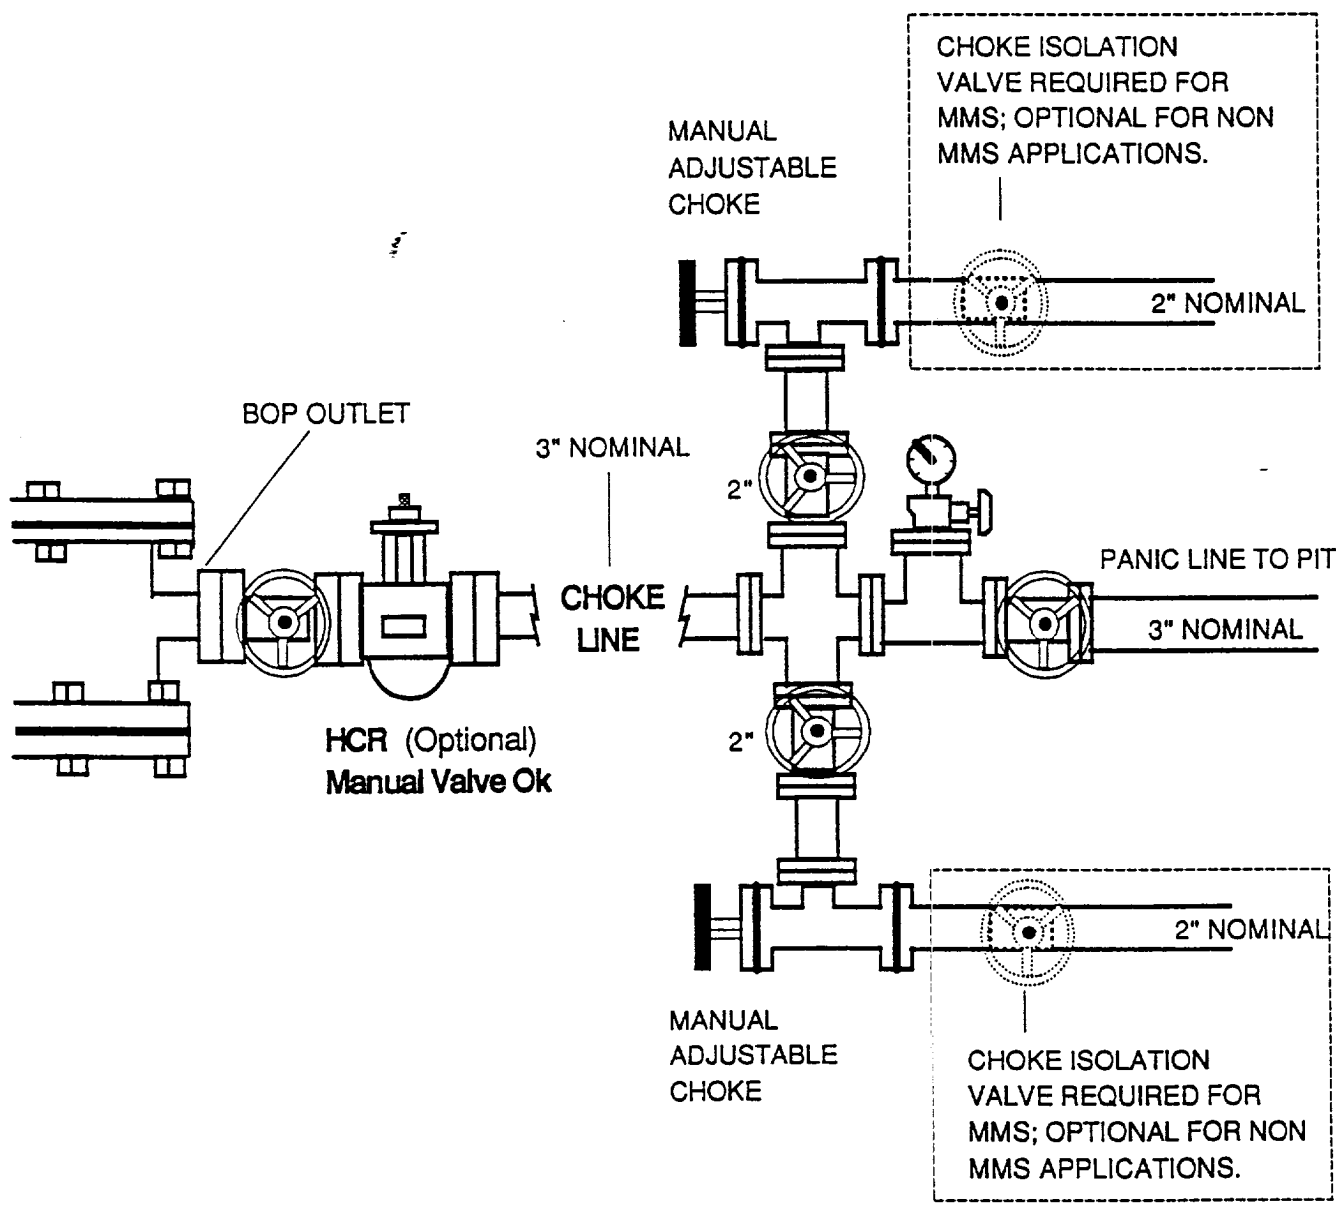 CHOKE ISOLATION
VALVE REQUIRED FOR
MMS; OPTIONAL FOR NON
MMS APPLICATIONS.
MANUAL
ADJUSTABLE
CHOKE
2" NOMINAL
BOP OUTLET
3" NOMINAL
2"
PANIC LINE TO PIT
CHOKE
LINE
3" NOMINAL
HCR (Optional)
Manual Valve Ok
2"
2" NOMINAL
MANUAL
ADJUSTABLE
CHOKE
CHOKE ISOLATION
VALVE REQUIRED FOR
MMS; OPTIONAL FOR NON
MMS APPLICATIONS.